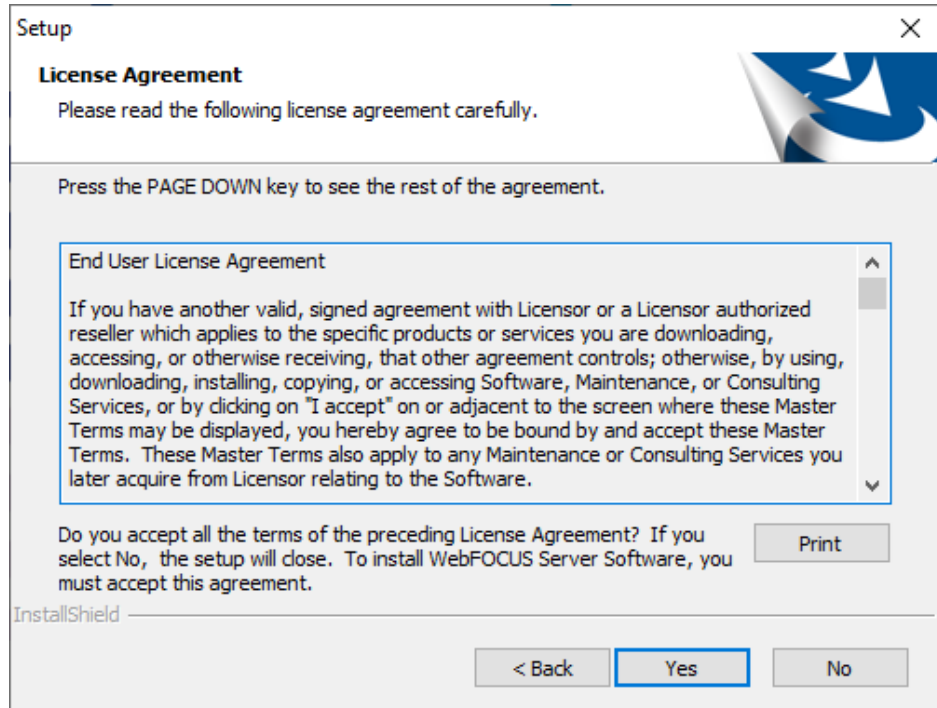 Setup
License Agreement
Please read the following license agreement carefully.
Press the PAGE DOWN key to see the rest of the agreement.
End User License Agreement
If you have another valid, signed agreement with Licensor or a Licensor authorized
reseller which applies to the specific products or services you are downloading,
accessing, or otherwise receiving, that other agreement controls; otherwise, by using,
downloading, installing, copying, or accessing Software, Maintenance, or Consulting
Services, or by clicking on "I accept" on or adjacent to the screen where these Master
Terms may be displayed, you hereby agree to be bound by and accept these Master
Terms.  These Master Terms also apply to any Maintenance or Consulting Services you
later acquire from Licensor relating to the Software.
Do you accept all the terms of the preceding License Agreement?  If you
select No,  the setup will close.  To install WebFOCUS Server Software, you
must accept this agreement.
Print
InstallShield
< Back
Yes
No